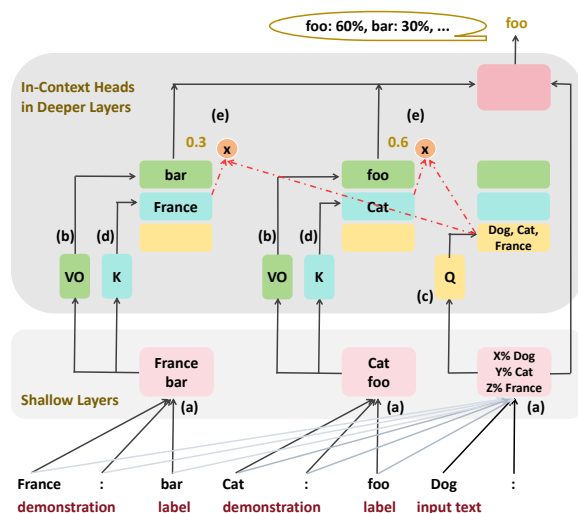 foo: 60%, bar: 30%, ...
foo
In-Context Heads
in Deeper Layers
(e)
(e)
0.3
x
0.6
x
bar
foo
France
Cat
(b)
(d)
(b)
(d)
Dog, Cat,
France
VO
K
VO
K
Q
(c)
France
bar
Cat
foo
X% Dog
Y% Cat
Z% France
Shallow Layers
(a)
(a)
(a)
France : bar Cat : foo Dog :
demonstration label demonstration label input text